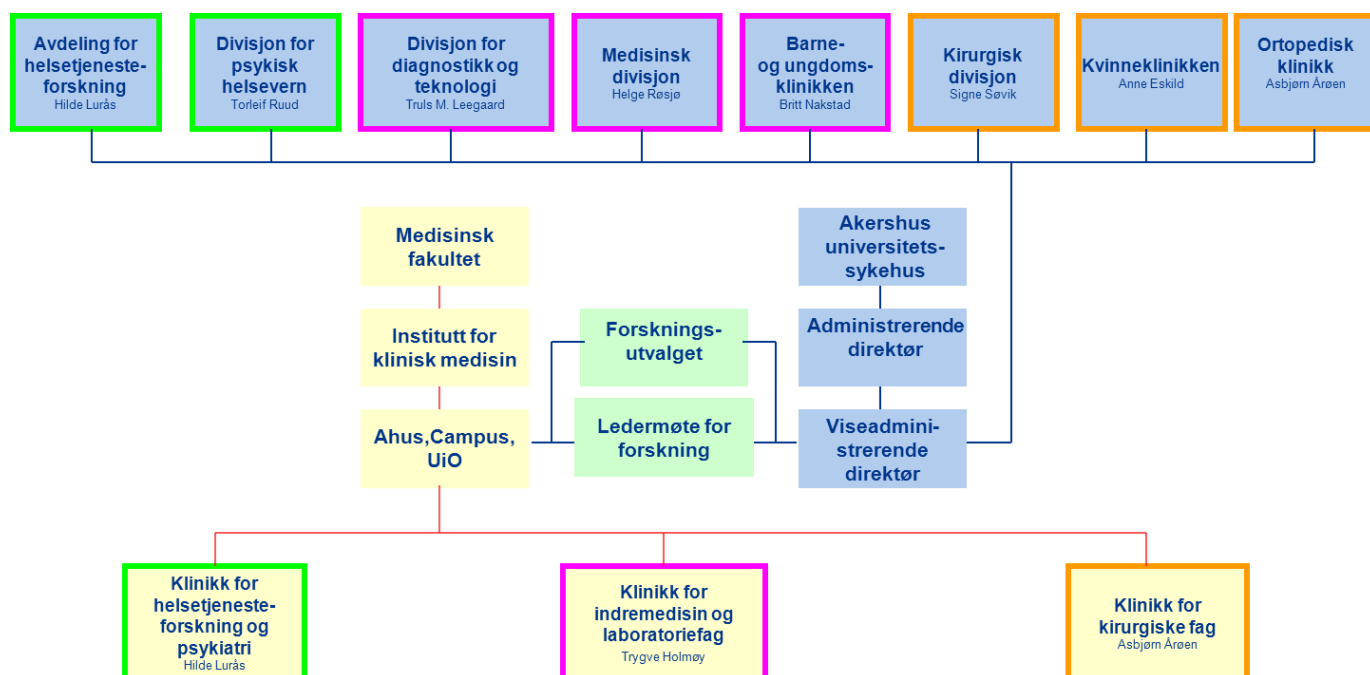 Avdeling for
helsetjeneste-
forskning
Hilde Lurås
Divisjon for
psykisk
helsevern
Torleif Ruud
Divisjon for
diagnostikk og
teknologi
Truls M. Leegaard
Medisinsk
divisjon
Helge Røsjø
Barne-
og ungdoms-
klinikken
Britt Nakstad
Kirurgisk
divisjon
Signe Søvik
Kvinneklinikken
Anne Eskild
Ortopedisk
klinikk
Asbjørn Årøen
Medisinsk
fakultet
Akershus
universitets-
sykehus
Institutt for
klinisk medisin
Forsknings-
utvalget
Administrerende
direktør
Ahus,Campus,
UiO
Ledermøte for
forskning
Viseadmini-
strerende
direktør
Klinikk for
helsetjeneste-
forskning og
psykiatri
Hilde Lurås
Klinikk for
indremedisin og
laboratoriefag
Trygve Holmøy
Klinikk for
kirurgiske fag
Asbjørn Årøen